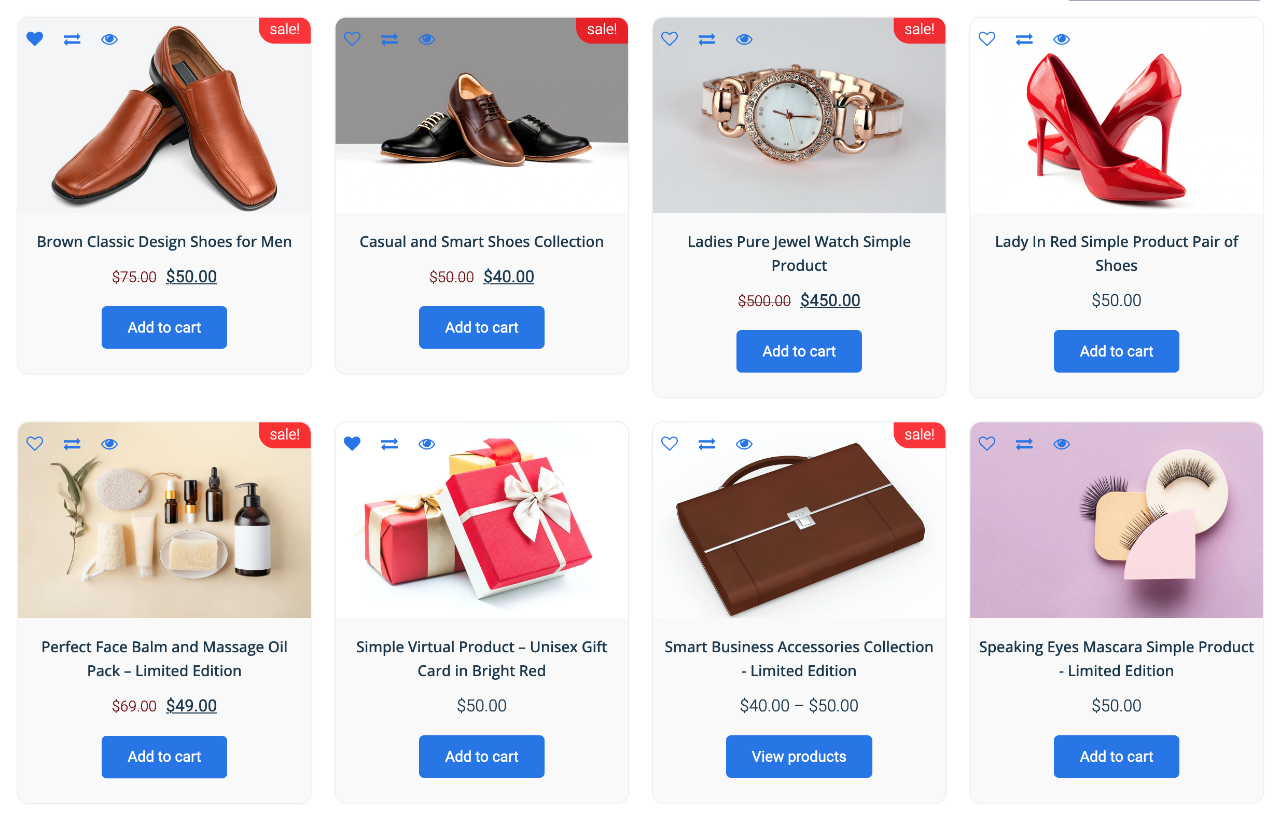 sale!
sale!
sale!
Brown Classic Design Shoes for Men
$75.00 $50.00
Add to cart
Casual and Smart Shoes Collection
$50.00 $40.00
Add to cart
Ladies Pure Jewel Watch Simple
Product
$500.00 $450.00
Add to cart
Lady In Red Simple Product Pair of
Shoes
$50.00
Add to cart
sale!
sale!
Perfect Face Balm and Massage Oil
Pack – Limited Edition
$69.00 $49.00
Add to cart
Simple Virtual Product – Unisex Gift
Card in Bright Red
$50.00
Add to cart
Smart Business Accessories Collection
- Limited Edition
$40.00 – $50.00
View products
Speaking Eyes Mascara Simple Product
- Limited Edition
$50.00
Add to cart